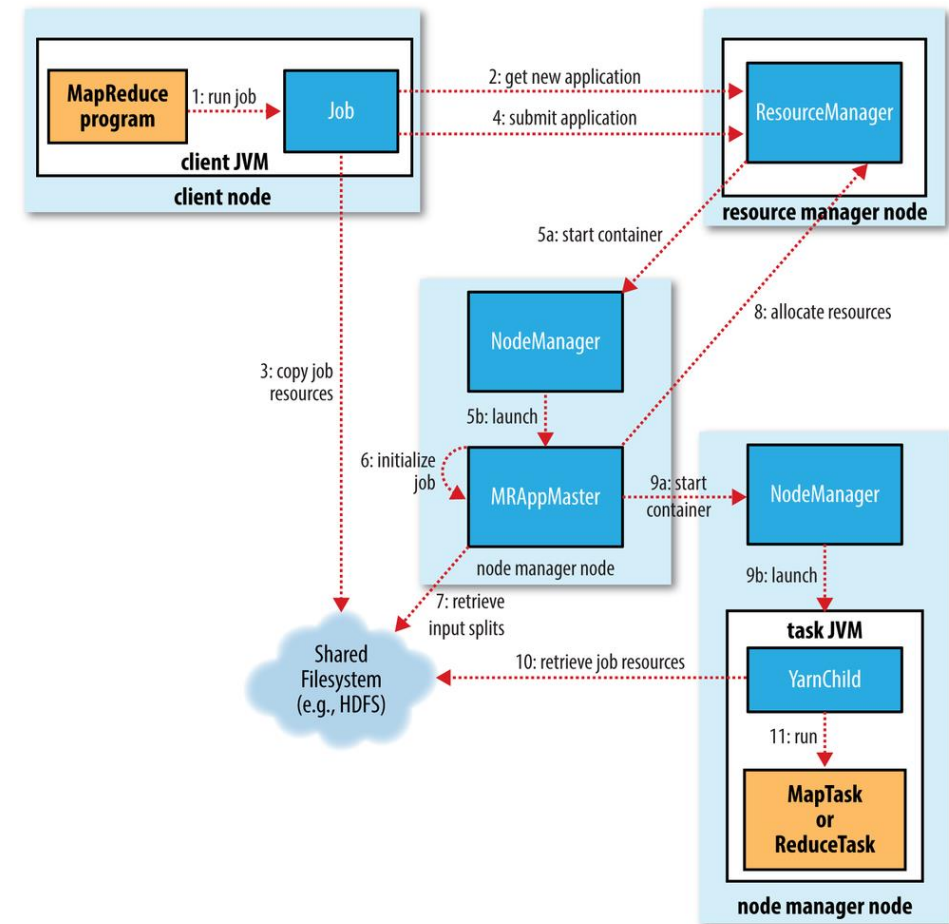 MapReduce
program
1: run job
Job
client JVM
client node
2: get new application
4: submit application
ResourceManager
resource manager node
5a: start container
3: copy job
resources
NodeManager
5b: launch
8: allocate resources
6: initialize
job
MRAppMaster
node manager node
9a: start
container
NodeManager
9b: launch
7: retrieve
input splits
Shared
Filesystem
(e.g., HDFS)
10: retrieve job resources
task JVM
YarnChild
11: run
MapTask
or
ReduceTask
node manager node